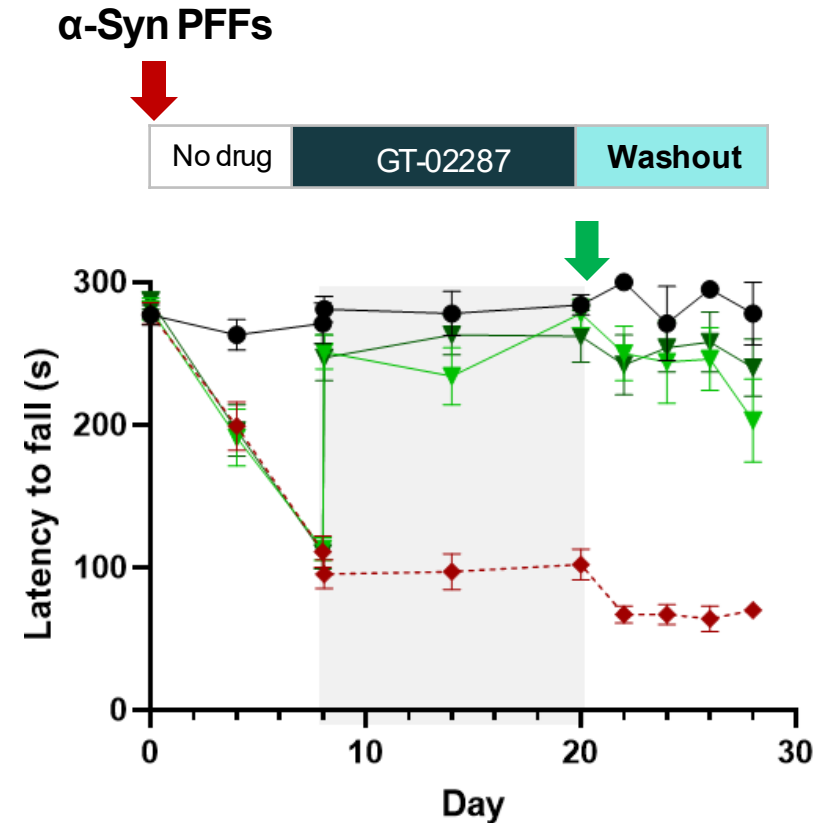 α-Syn PFFs
No drug
GT-02287
Washout
300
200
100
0
Latency to fall (s)
0
10
20
30
Day